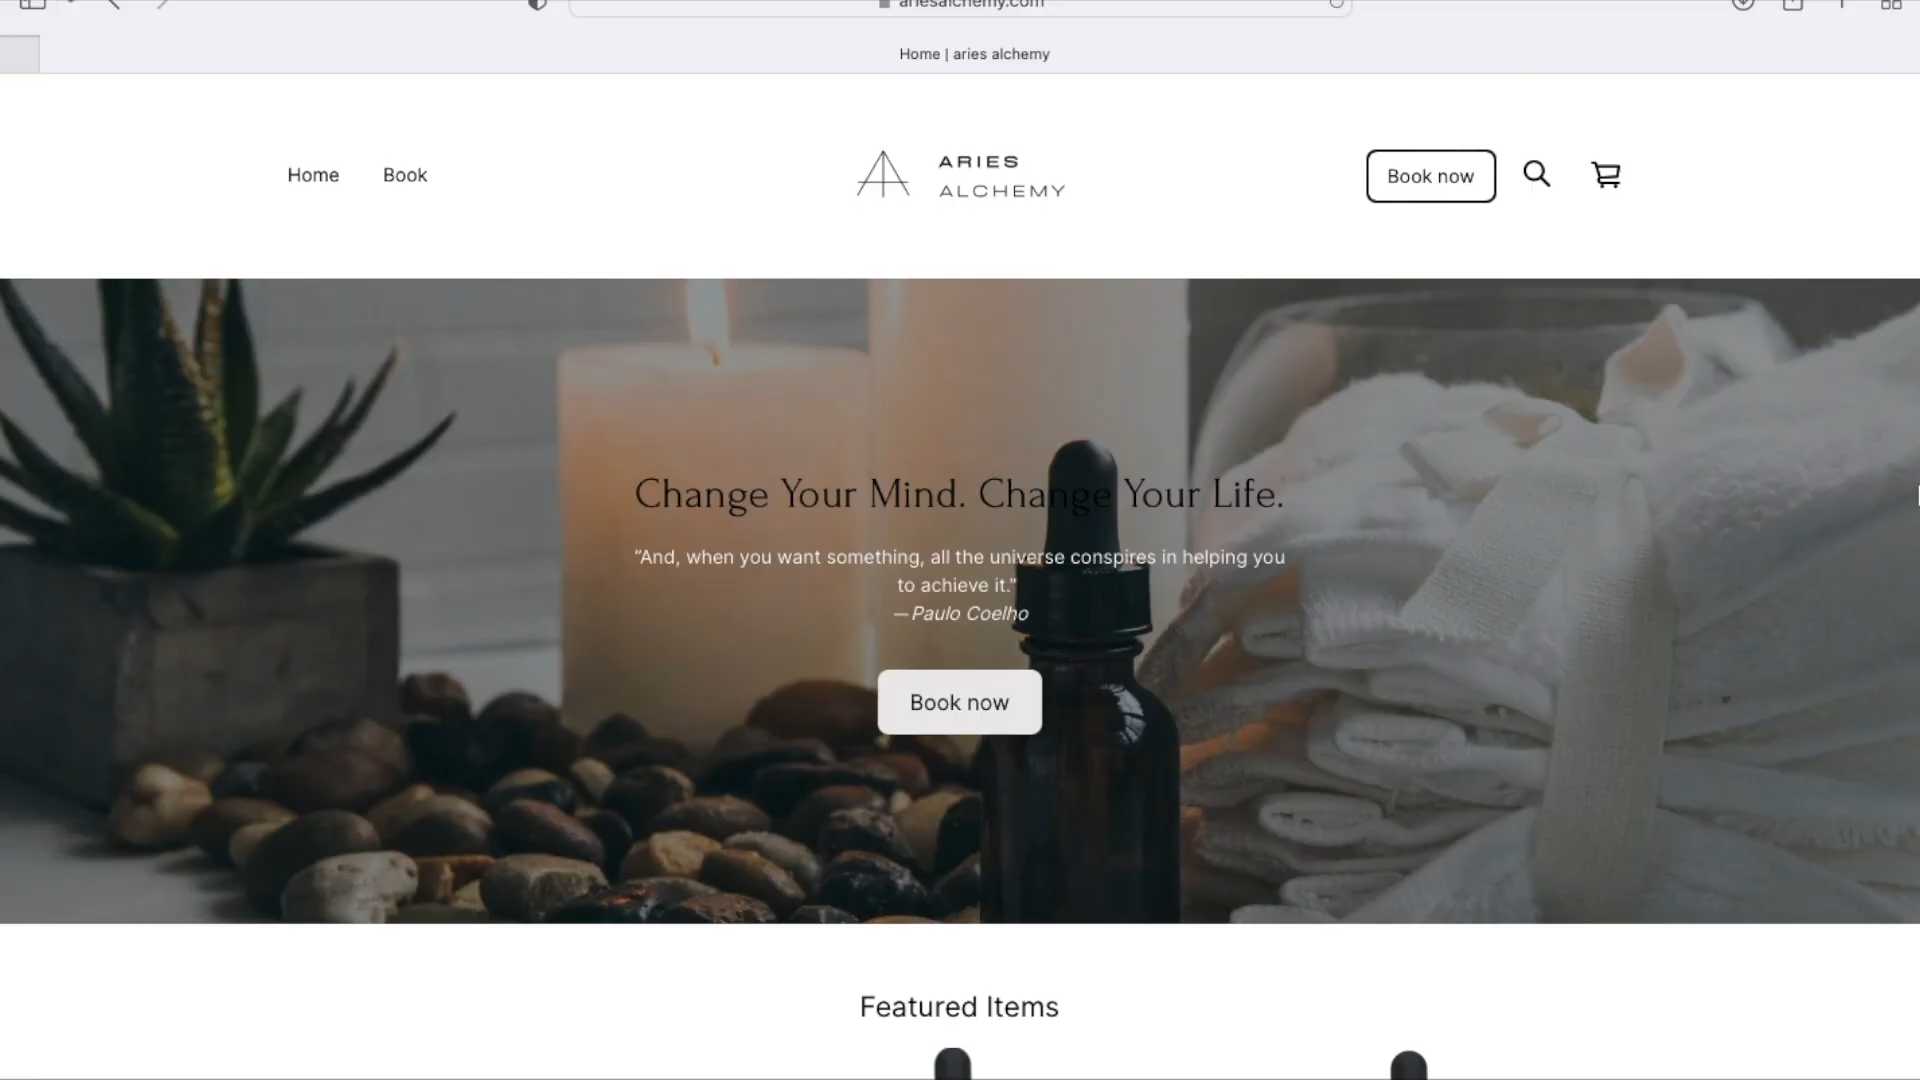 ariesalchemy.com
Home | aries alchemy
Home
Book
ARIES
ALCHEMY
Book now
Change Your Mind. Change Your Life.
“And, when you want something, all the universe conspires in helping you
to achieve it."
—Paulo Coelho
Book now
Featured Items